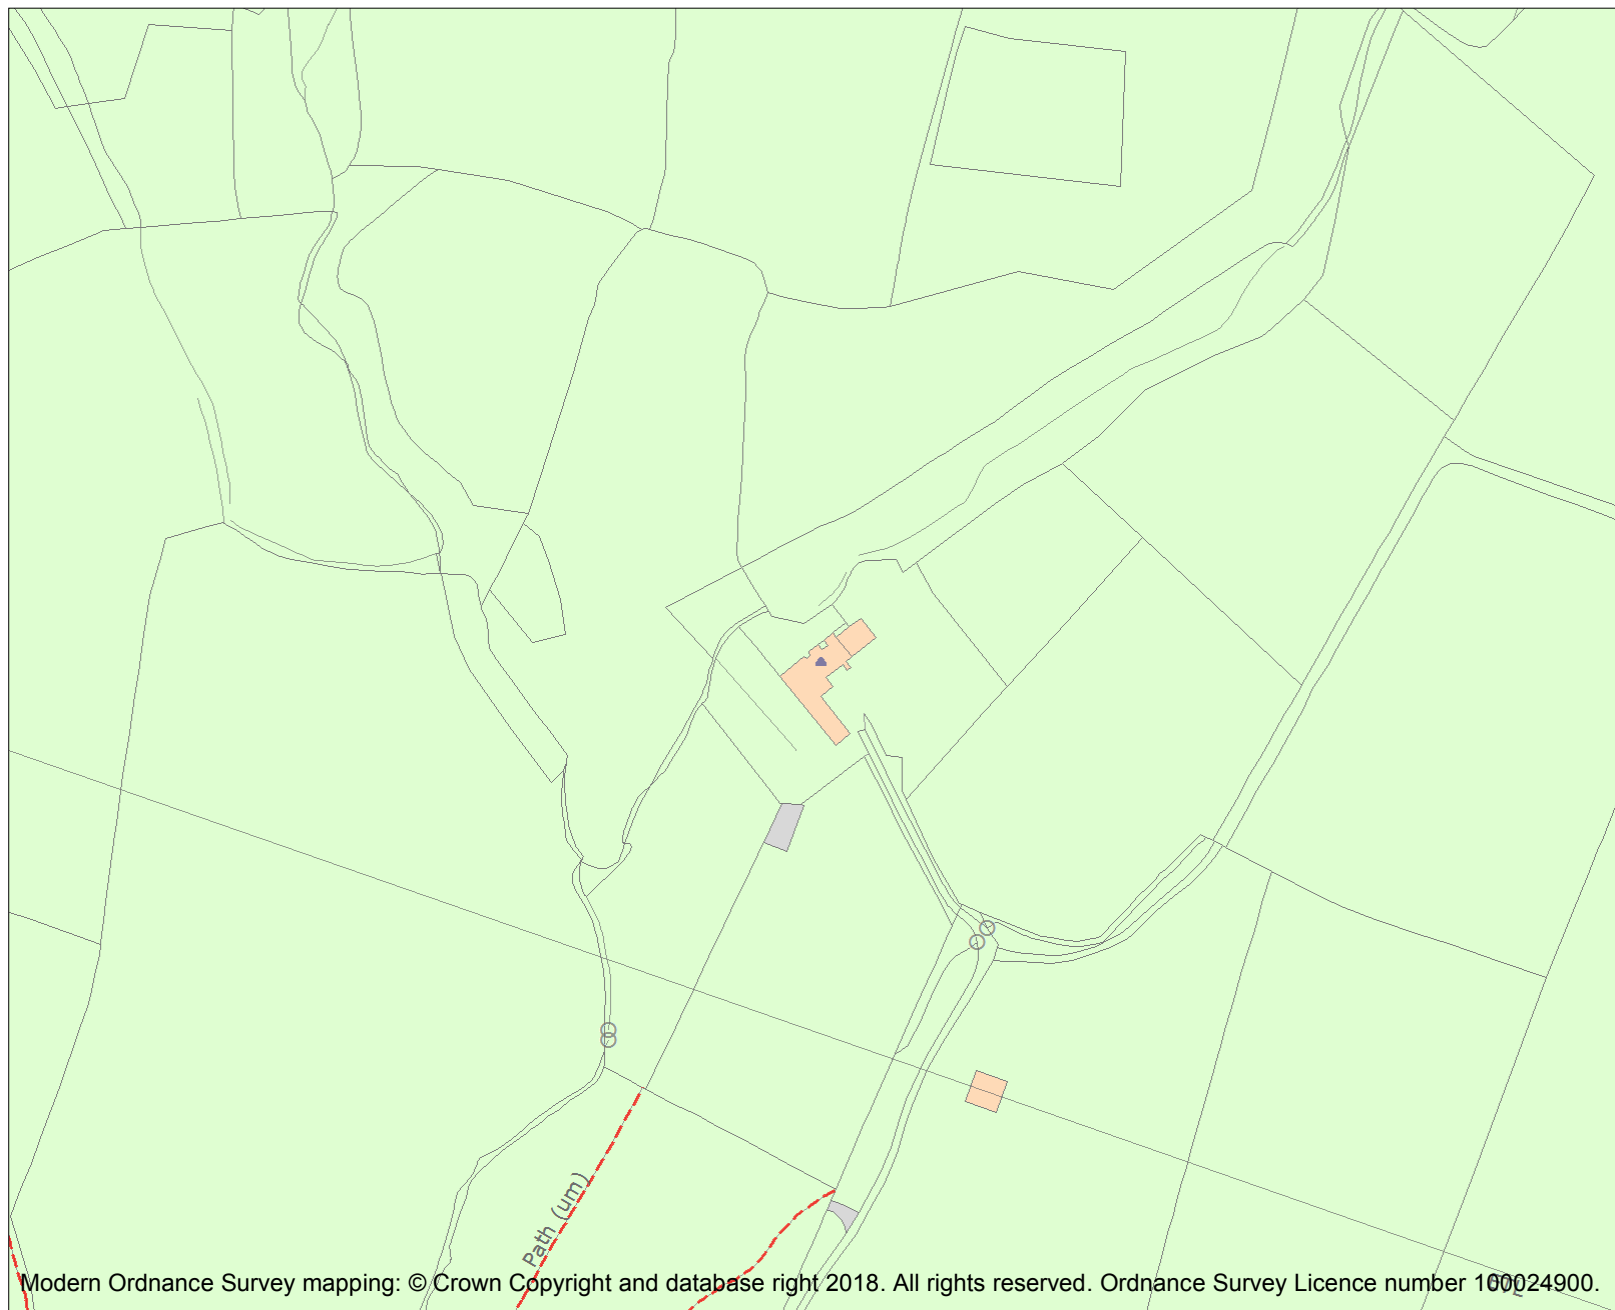 Path (um)
Modern Ordnance Survey mapping: © Crown Copyright and database right 2018. All rights reserved. Ordnance Survey Licence number 100024900.